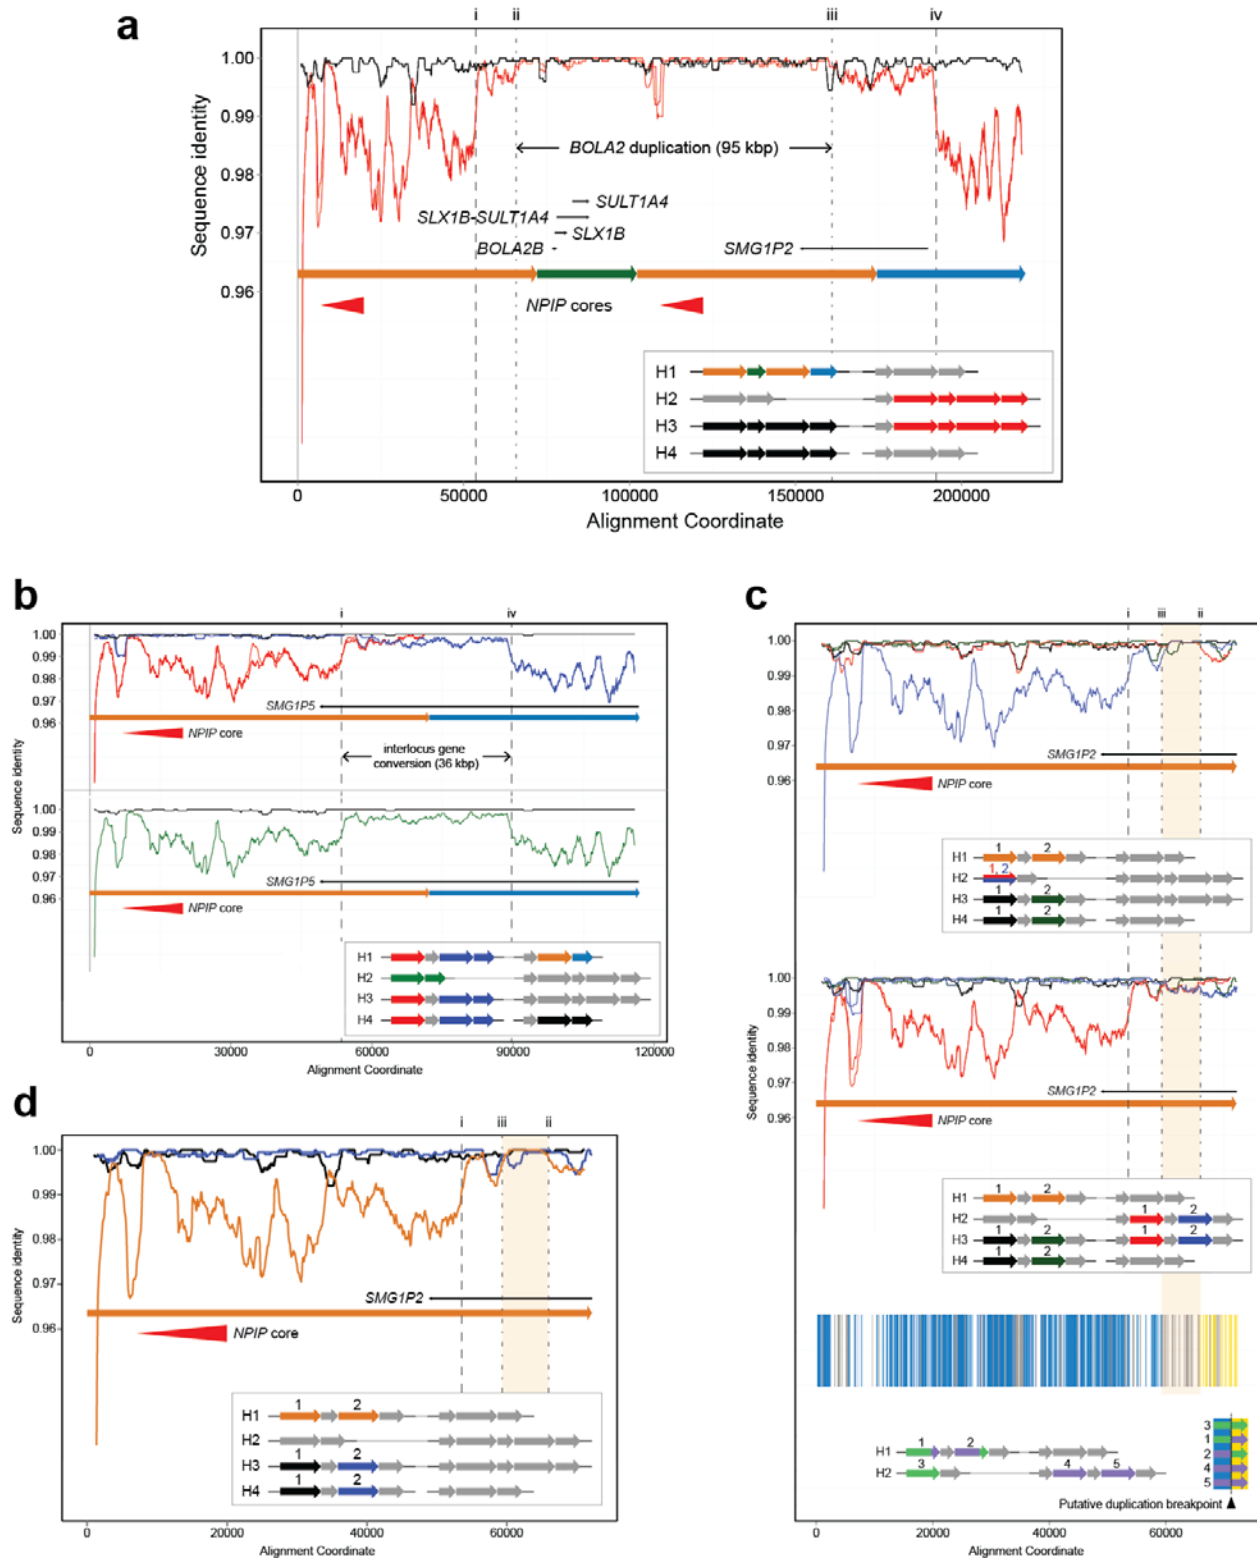 a
i ii iii iv
1.00
0.99
0.98
0.97
0.96
Sequence identity
BOLA2 duplication (95 kbp)
SULT1A4
SLX1B-SULT1A4
SLX1B
BOLA2B
SMG1P2
NPIP cores
H1
H2
H3
H4
0 50000 100000 150000 200000
Alignment Coordinate
b
i iv
1.00
0.99
0.98
0.97
0.96
SMG1P5
NPIP core
interlocus gene
conversion (36 kbp)
Sequence identity
1.00
0.99
0.98
0.97
0.96
SMG1P5
NPIP core
H1
H2
H3
H4
0 30000 60000 90000 120000
Alignment Coordinate
c
i iii ii
1.00
0.99
0.98
0.97
0.96
Sequence identity
SMG1P2
NPIP core
1 2
H1
1, 2
H2
1 2
H3
1 2
H4
1.00
0.99
0.98
0.97
0.96
Sequence identity
SMG1P2
NPIP core
1 2
H1
1 2
H2
1 2 1 2
H3
1 2
H4
1 2
H1
3 4 5
H2
3
1
2
4
5
Putative duplication breakpoint
0 20000 40000 60000
Alignment Coordinate
d
i iii ii
1.00
0.99
0.98
0.97
0.96
Sequence identity
SMG1P2
NPIP core
1 2
H1
H2
1 2
H3
1 2
H4
0 20000 40000 60000
Alignment Coordinate